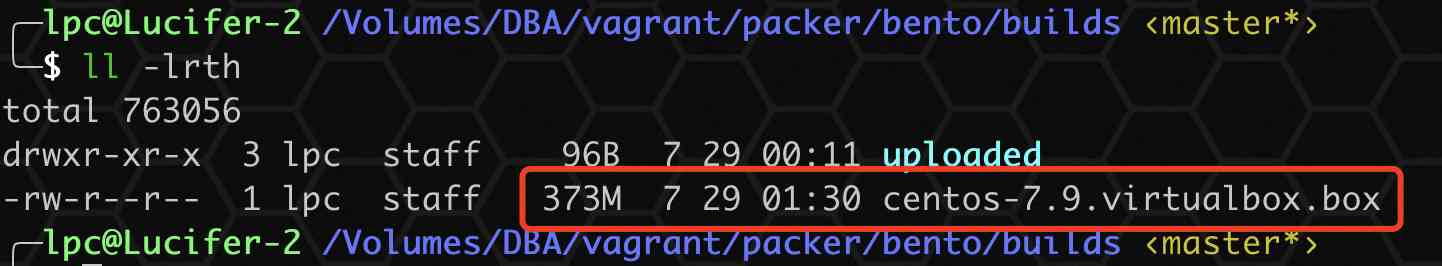 lpc@Lucifer-2 /Volumes/DBA/vagrant/packer/bento/builds ‹master*›
$ ll -lrth
total 763056
drwxr-xr-x  3 lpc  staff    96B  7 29 00:11 uploaded
-rw-r--r--  1 lpc  staff   373M  7 29 01:30 centos-7.9.virtualbox.box
lpc@Lucifer-2 /Volumes/DBA/vagrant/packer/bento/builds ‹master*›